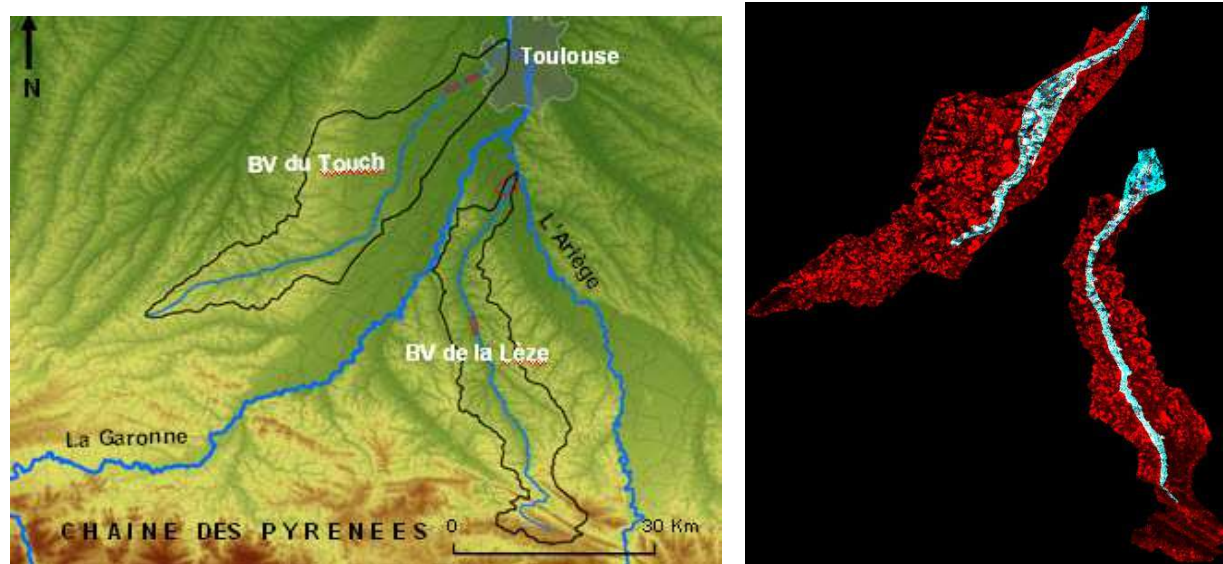 N
Toulouse
BV du Touch
L'Ariège
BV de la Lèze
La Garonne
CHAINE DES PYRENEES
0 30 Km